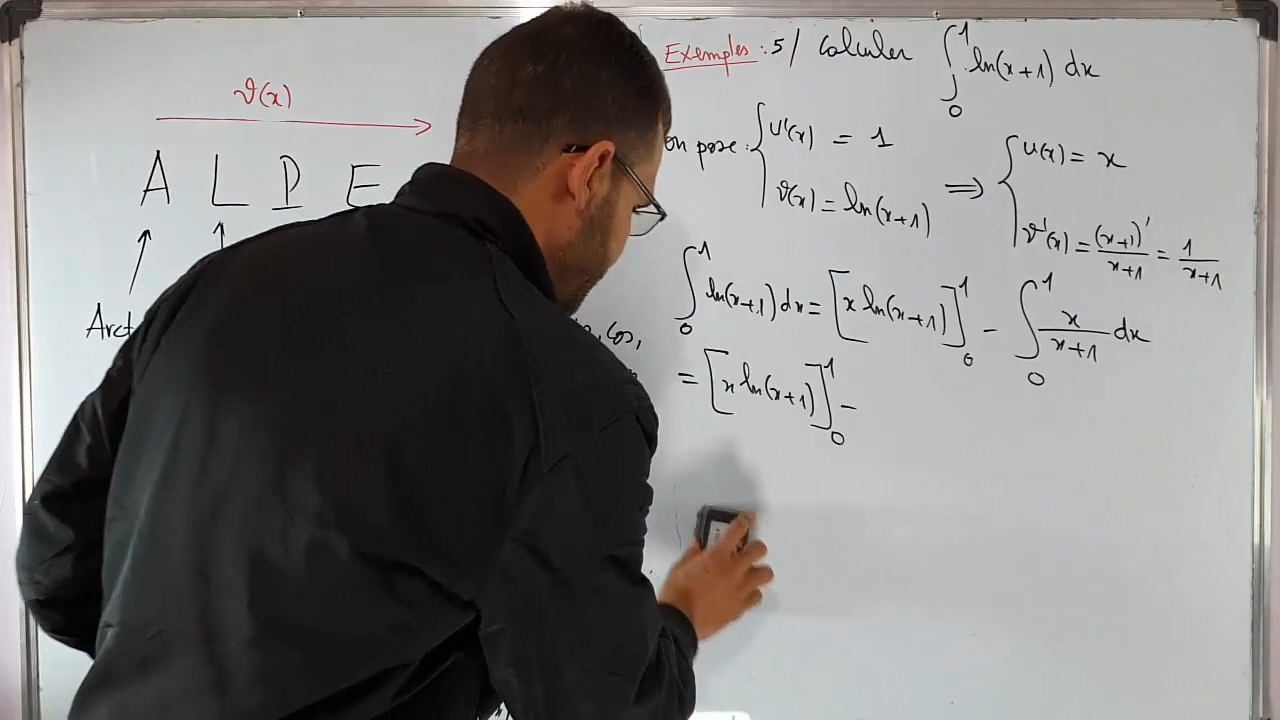 ϑ(x)
A L P E
Arct
cos,
Exemples : 5/ Calculer ∫₀¹ ln(x+1) dx
on pose : { u'(x) = 1
ϑ(x) = ln(x+1)
⟹ { u(x) = x
ϑ'(x) = (x+1)'/x+1 = 1/x+1
∫₀¹ ln(x+1) dx = [x ln(x+1)]₀¹ - ∫₀¹ x/x+1 dx
= [x ln(x+1)]₀¹ -